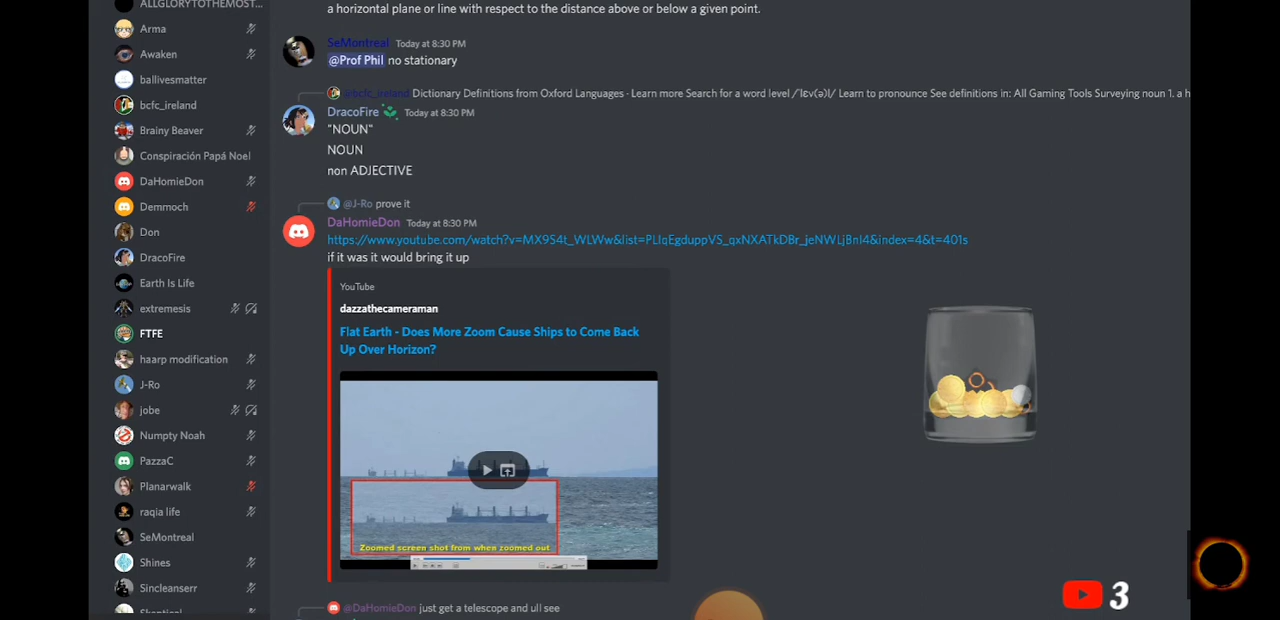 ALLGLORYTOTHEMOST...
Arma
Awaken
ballivesmatter
bcfc_ireland
Brainy Beaver
Conspiración Papá Noel
DaHomieDon
Demmoch
Don
DracoFire
Earth Is Life
extremesis
FTFE
haarp modification
J-Ro
jobe
Numpty Noah
PazzaC
Planarwalk
raqia life
SeMontreal
Shines
Sincleanserr
a horizontal plane or line with respect to the distance above or below a given point.
SeMontreal Today at 8:30 PM
@Prof Phil no stationary
@bcfc_ireland Dictionary Definitions from Oxford Languages · Learn more Search for a word level /ˈlɛv(ə)l/ Learn to pronounce See definitions in: All Gaming Tools Surveying noun 1. a h
DracoFire Today at 8:30 PM
"NOUN"
NOUN
non ADJECTIVE
@J-Ro prove it
DaHomieDon Today at 8:30 PM
https://www.youtube.com/watch?v=MX9S4t_WLWw&list=PLIqEgduppVS_qxNXATkDBr_jeNWLjBnI4&index=4&t=401s
if it was it would bring it up
YouTube
dazzathecameraman
Flat Earth - Does More Zoom Cause Ships to Come Back
Up Over Horizon?
Zoomed screen shot from when zoomed out
@DaHomieDon just get a telescope and ull see
3